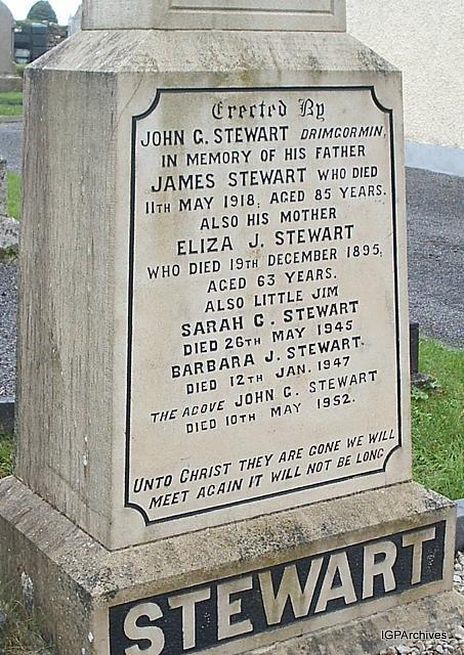 Erected By
JOHN G. STEWART DRIMGORMIN,
IN MEMORY OF HIS FATHER
JAMES STEWART WHO DIED
11TH MAY 1918, AGED 85 YEARS.
ALSO HIS MOTHER
ELIZA J. STEWART
WHO DIED 19TH DECEMBER 1895,
AGED 63 YEARS.
ALSO LITTLE JIM
SARAH C. STEWART
DIED 26TH MAY 1945
BARBARA J. STEWART.
DIED 12TH JAN. 1947
THE ABOVE JOHN G. STEWART
DIED 10TH MAY 1952.
UNTO CHRIST THEY ARE GONE WE WILL
MEET AGAIN IT WILL NOT BE LONG
STEWART
IGPArchives